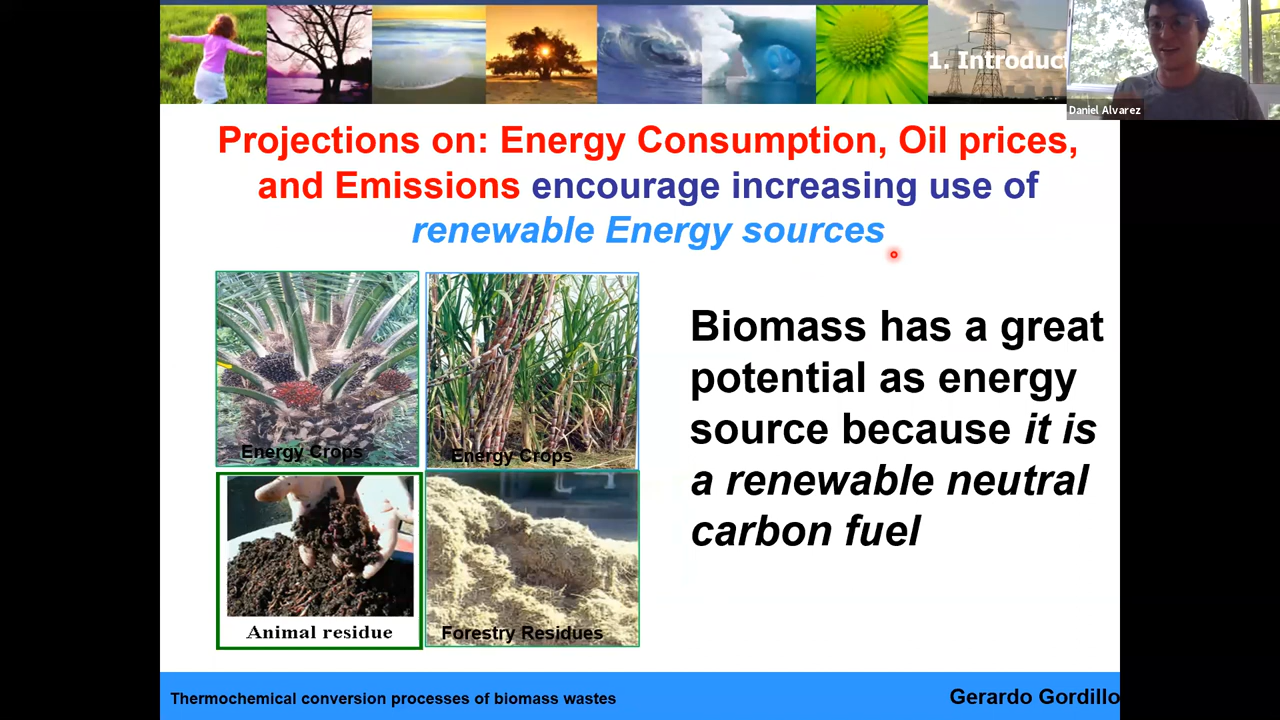 1. Introduct
Daniel Alvarez
Projections on: Energy Consumption, Oil prices,
and Emissions encourage increasing use of
renewable Energy sources
Energy Crops
Energy Crops
Animal residue
Forestry Residues
Biomass has a great
potential as energy
source because it is
a renewable neutral
carbon fuel
Thermochemical conversion processes of biomass wastes
Gerardo Gordillo